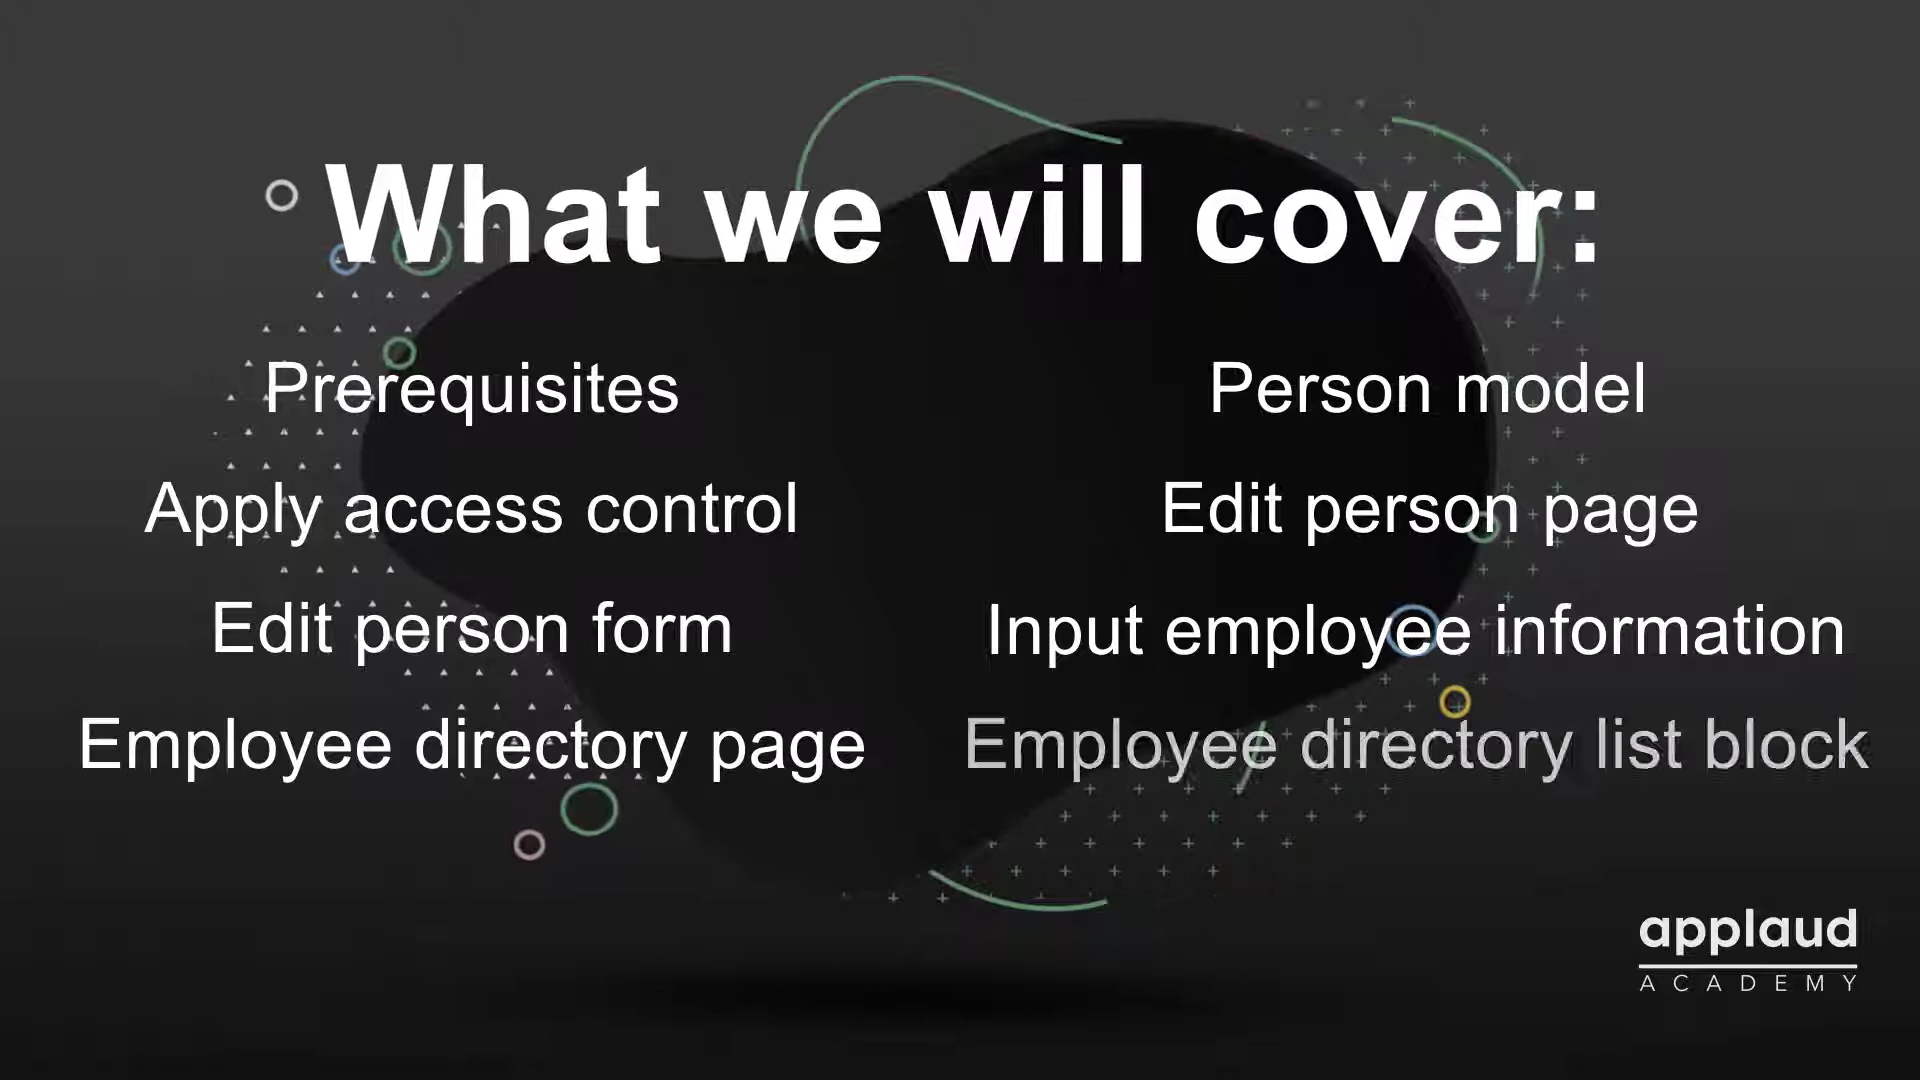 What we will cover:
Prerequisites
Person model
Apply access control
Edit person page
Edit person form
Input employee information
Employee directory page
Employee directory list block
applaud
ACADEMY